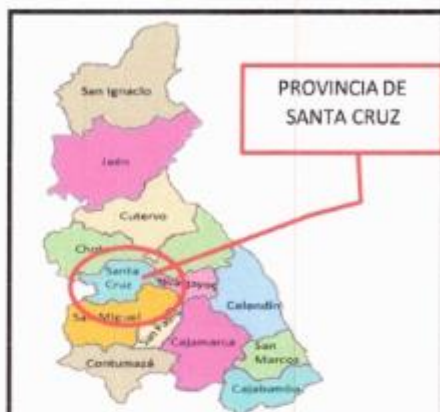 PROVINCIA DE
SANTA CRUZ
San Ignacio
Jaén
Cutervo
Santa
Cruz
San Miguel
San Pablo
Celendín
Cajamarca
San
Marcos
Contumazá
Cajabamba